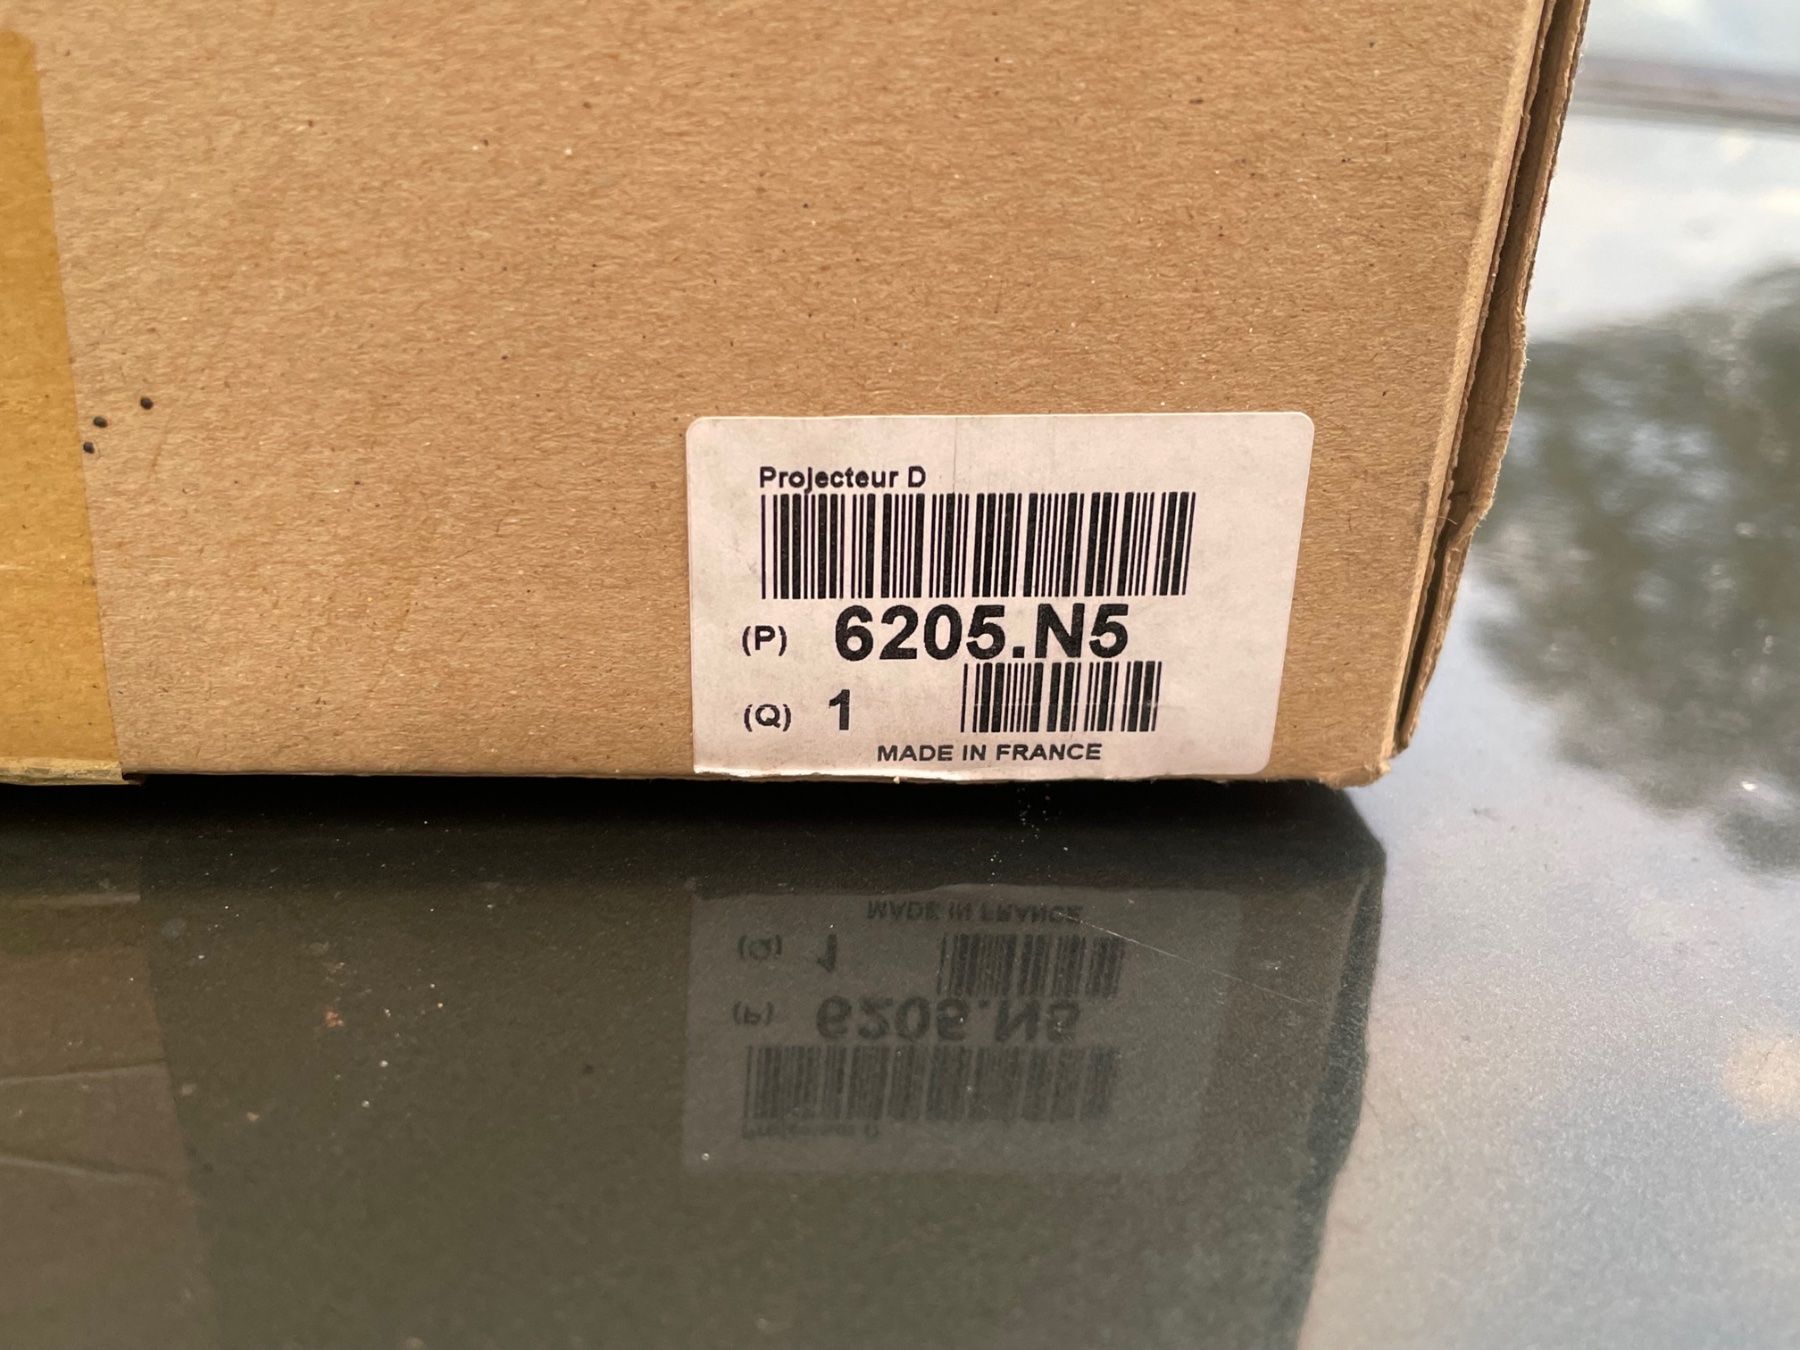 Projecteur D
(P) 6205.N5
(Q) 1
MADE IN FRANCE